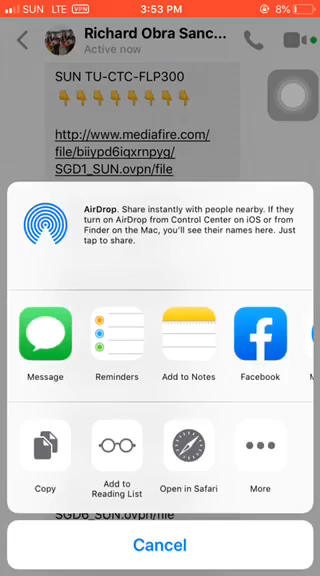 SUN LTE VPN 3:53 PM 8%
Richard Obra Sanc...
Active now
SUN TU-CTC-FLP300
http://www.mediafire.com/
file/biiypd6iqxrnpyg/
SGD1_SUN.ovpn/file
AirDrop. Share instantly with people nearby. If they
turn on AirDrop from Control Center on iOS or from
Finder on the Mac, you'll see their names here. Just
tap to share.
Message
Reminders
Add to Notes
Facebook
M
Copy
Add to
Reading List
Open in Safari
More
SGD6_SUN.ovpn/file
Cancel